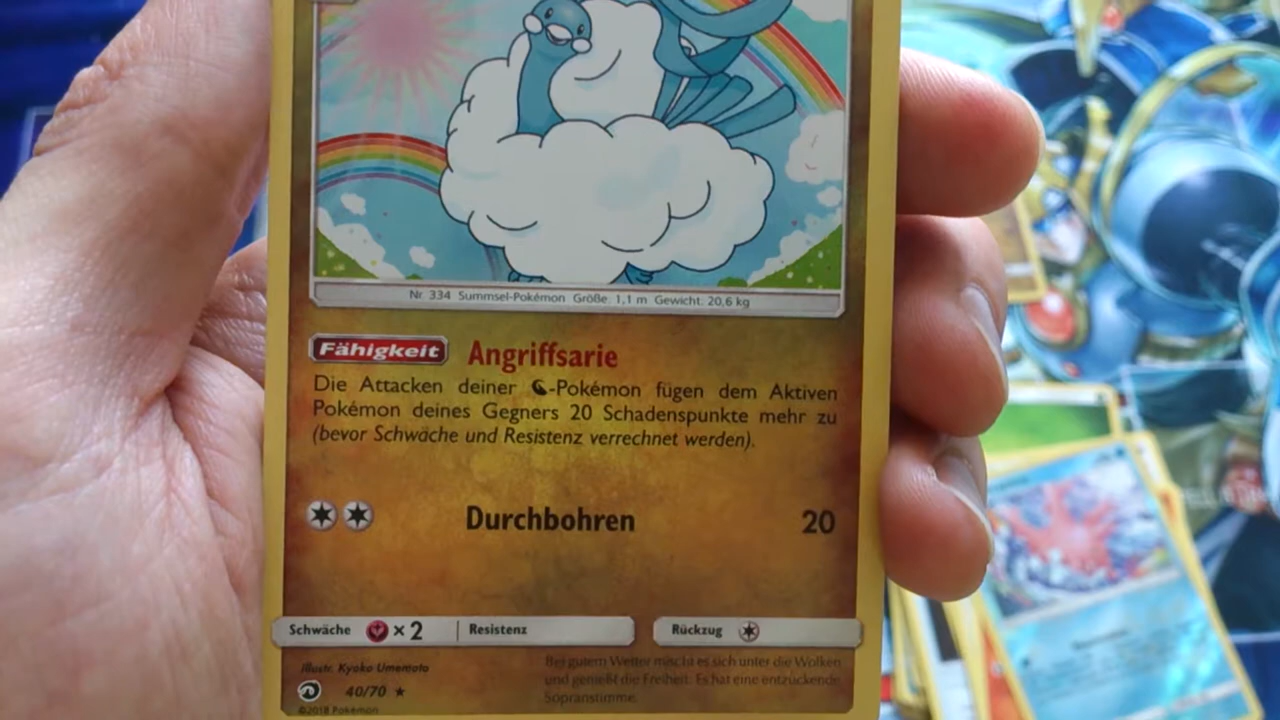 Nr. 334 Summsel-Pokémon Größe: 1,1 m Gewicht: 20,6 kg
Fähigkeit Angriffsarie
Die Attacken deiner -Pokémon fügen dem Aktiven
Pokémon deines Gegners 20 Schadenspunkte mehr zu
(bevor Schwäche und Resistenz verrechnet werden).
Durchbohren 20
Schwäche ×2 Resistenz Rückzug
Illustr. Kyoko Umemoto
Bei gutem Wetter mischt es sich unter die Wolken
und genießt die Freiheit. Es hat eine entzückende
Sopranstimme.
40/70
©2018 Pokémon